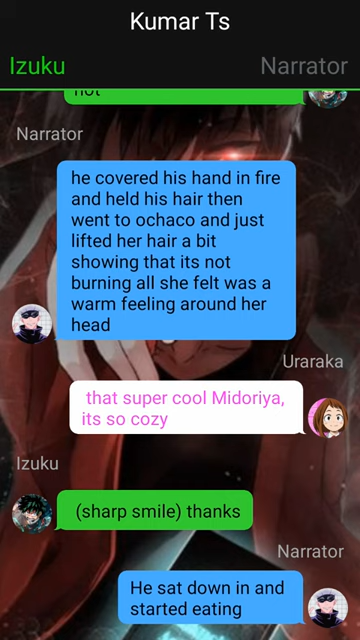 Kumar Ts
Izuku
Narrator
not
Narrator
he covered his hand in fire
and held his hair then
went to ochaco and just
lifted her hair a bit
showing that its not
burning all she felt was a
warm feeling around her
head
Uraraka
that super cool Midoriya,
its so cozy
Izuku
(sharp smile) thanks
Narrator
He sat down in and
started eating